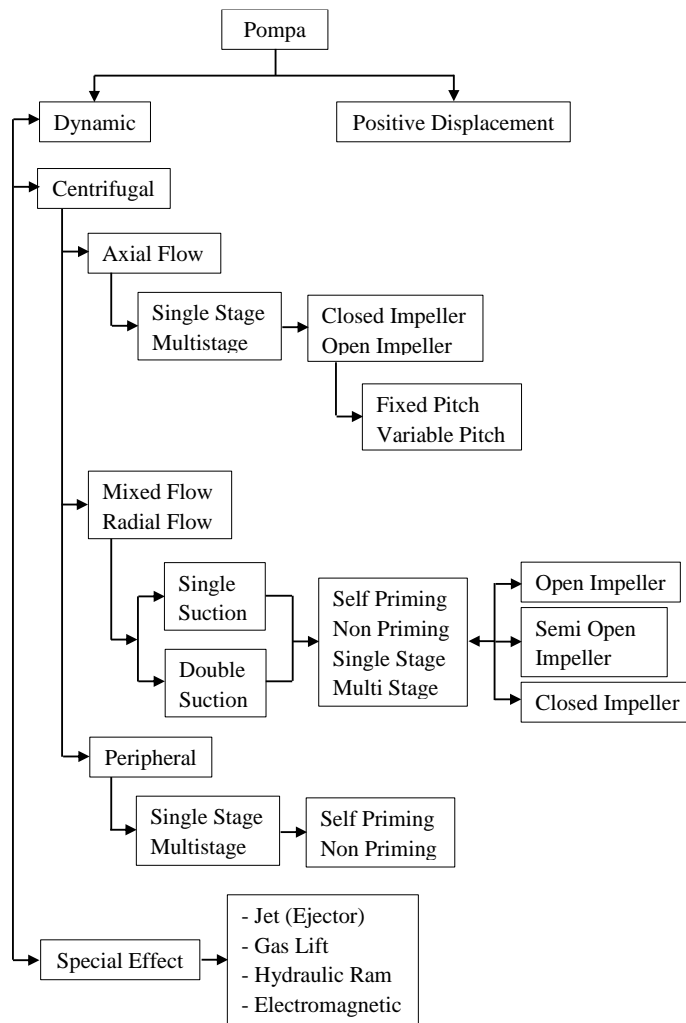 Pompa
Dynamic
Positive Displacement
Centrifugal
Axial Flow
Single Stage
Multistage
Closed Impeller
Open Impeller
Fixed Pitch
Variable Pitch
Mixed Flow
Radial Flow
Single
Suction
Double
Suction
Self Priming
Non Priming
Single Stage
Multi Stage
Open Impeller
Semi Open
Impeller
Closed Impeller
Peripheral
Single Stage
Multistage
Self Priming
Non Priming
Special Effect
- Jet (Ejector)
- Gas Lift
- Hydraulic Ram
- Electromagnetic